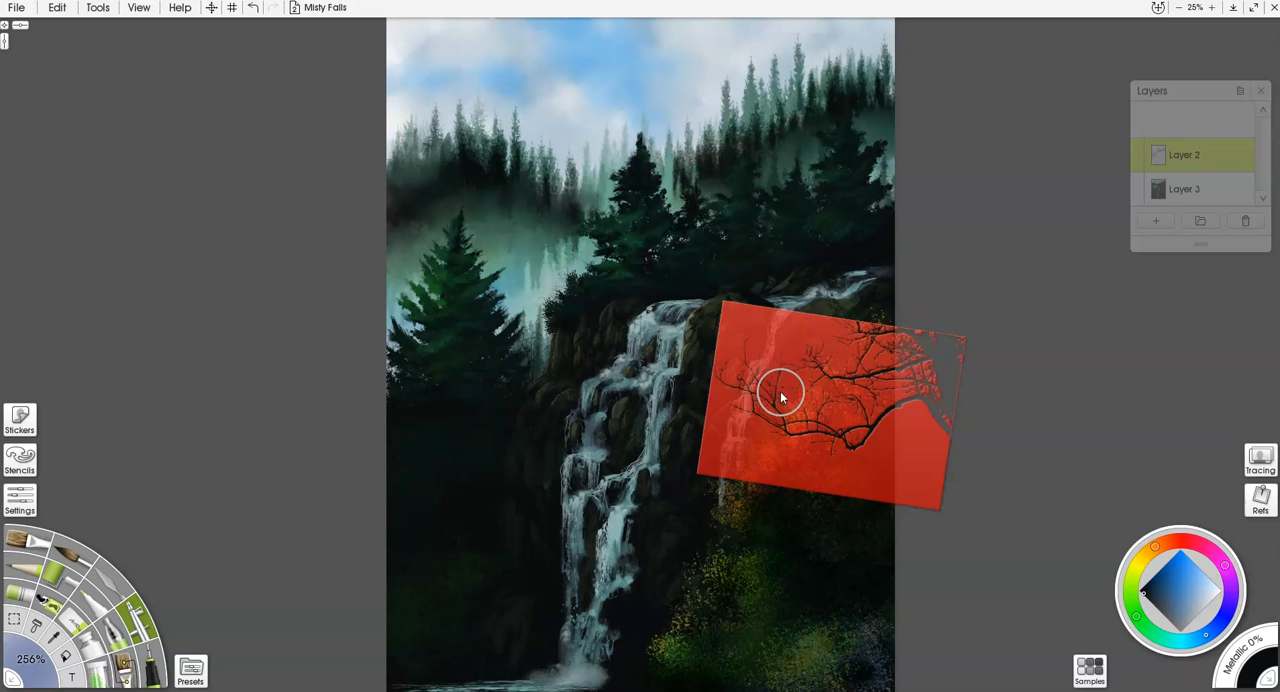 File Edit Tools View Help 2 Misty Falls 25%
Layers
Layer 2
Layer 3
Stickers
Stencils
Settings
Tracing
Refs
256%
T
Presets
Samples
Metallic 0%